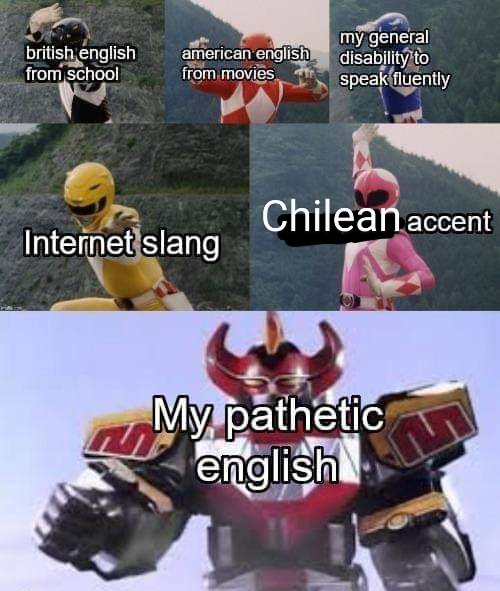 british english
from school
american english
from movies
my general
disability to
speak fluently
Internet slang
Chilean accent
My pathetic
english